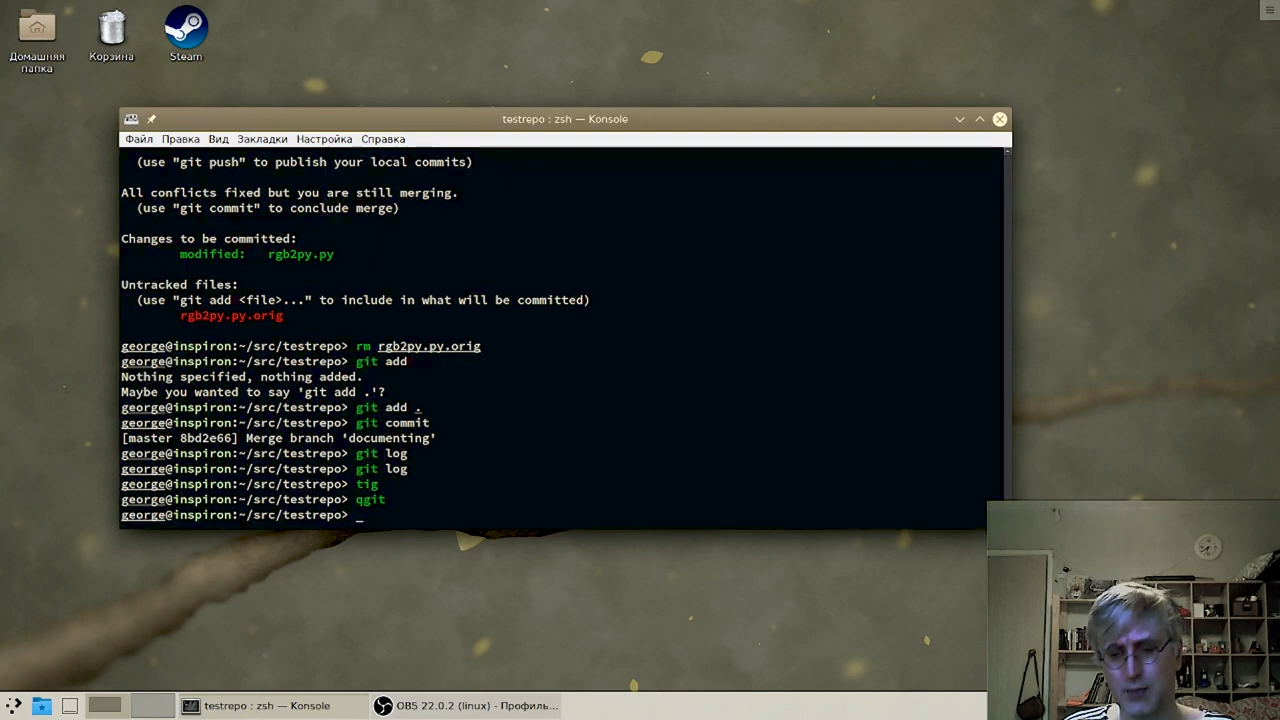 Домашняя
папка
Корзина
Steam
testrepo : zsh — Konsole
Файл Правка Вид Закладки Настройка Справка
(use "git push" to publish your local commits)
All conflicts fixed but you are still merging.
(use "git commit" to conclude merge)
Changes to be committed:
modified: rgb2py.py
Untracked files:
(use "git add <file>..." to include in what will be committed)
rgb2py.py.orig
george@inspiron:~/src/testrepo> rm rgb2py.py.orig
george@inspiron:~/src/testrepo> git add
Nothing specified, nothing added.
Maybe you wanted to say 'git add .'?
george@inspiron:~/src/testrepo> git add .
george@inspiron:~/src/testrepo> git commit
[master 8bd2e66] Merge branch 'documenting'
george@inspiron:~/src/testrepo> git log
george@inspiron:~/src/testrepo> git log
george@inspiron:~/src/testrepo> tig
george@inspiron:~/src/testrepo> qgit
george@inspiron:~/src/testrepo> _
testrepo : zsh — Konsole
OBS 22.0.2 (linux) - Профиль...